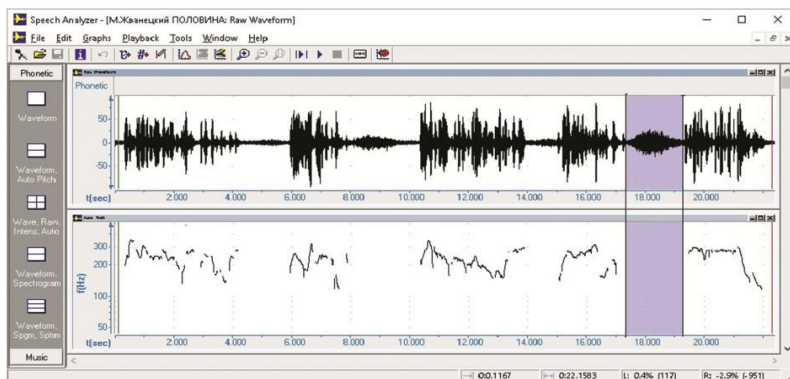 Speech Analyzer - [М.Жванецкий ПОЛОВИНА: Raw Waveform]
File Edit Graphs Playback Tools Window Help
Phonetic
Waveform
Waveform,
Auto Pitch
Wave, Raw,
Intens, Auto
Waveform,
Spectrogram
Waveform,
Spgm, Sptrm
Music
Raw Waveform
Phonetic
50
0
-50
t(sec) 2.000 4.000 6.000 8.000 10.000 12.000 14.000 16.000 18.000 20.000
300
200
100
50
f(Hz)
t(sec) 2.000 4.000 6.000 8.000 10.000 12.000 14.000 16.000 18.000 20.000
0:0.1167 0:22.1583 L: 0.4% (117) R: -2.9% (-951)